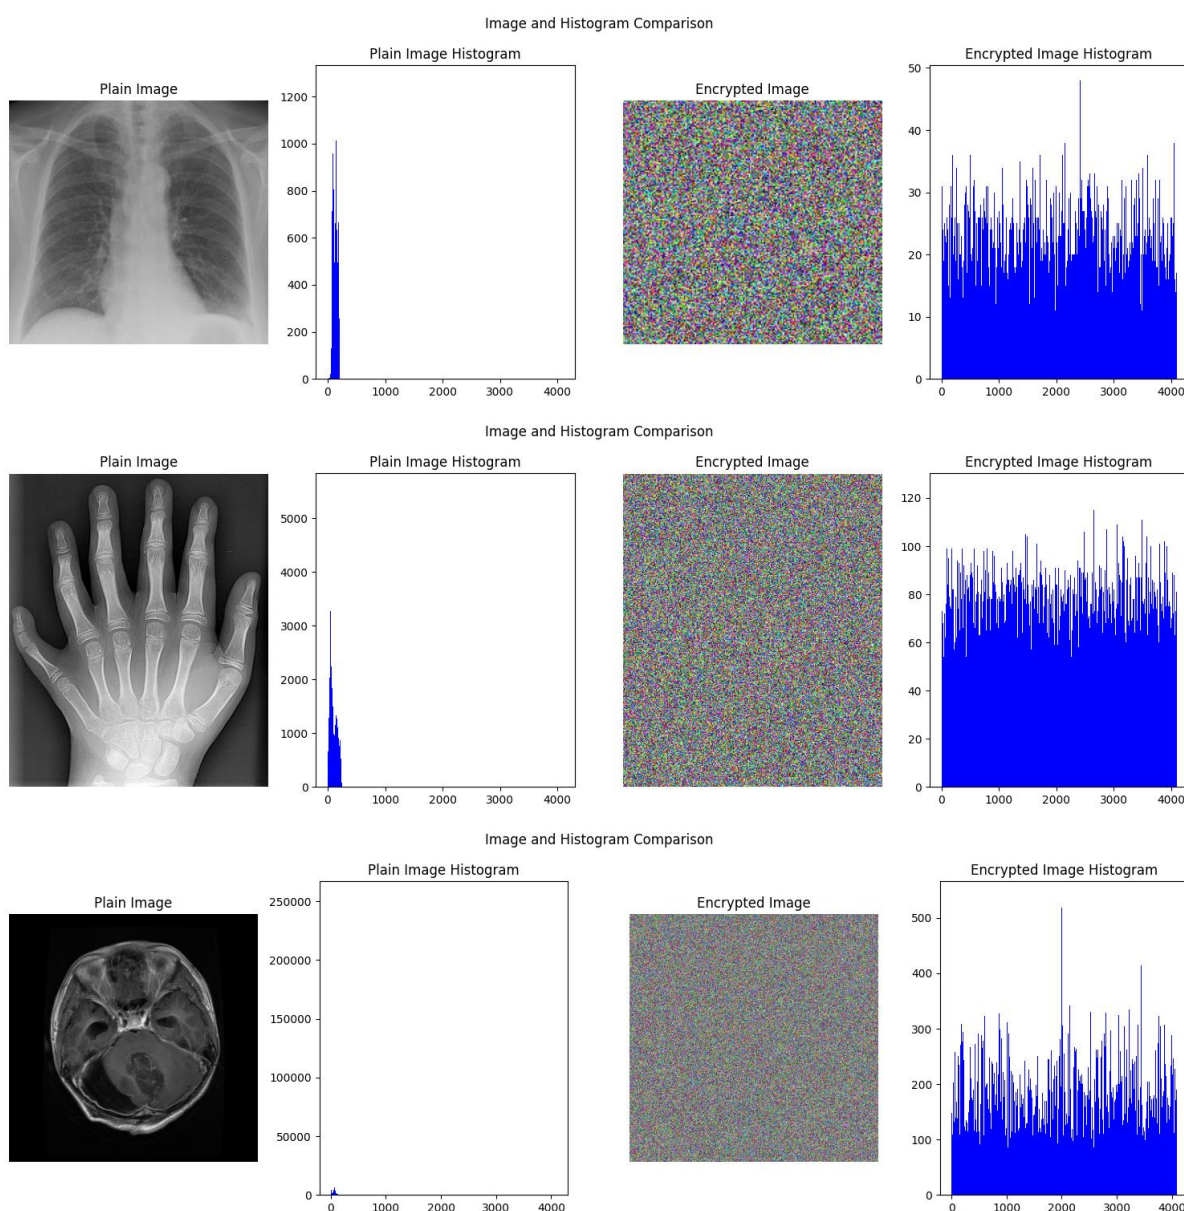 Image and Histogram Comparison
Plain Image
Plain Image Histogram
1200
1000
800
600
400
200
0
0 1000 2000 3000 4000
Encrypted Image
Encrypted Image Histogram
50
40
30
20
10
0
0 1000 2000 3000 4000
Image and Histogram Comparison
Plain Image
Plain Image Histogram
5000
4000
3000
2000
1000
0
0 1000 2000 3000 4000
Encrypted Image
Encrypted Image Histogram
120
100
80
60
40
20
0
0 1000 2000 3000 4000
Image and Histogram Comparison
Plain Image
Plain Image Histogram
250000
200000
150000
100000
50000
0
0 1000 2000 3000 4000
Encrypted Image
Encrypted Image Histogram
500
400
300
200
100
0
0 1000 2000 3000 4000